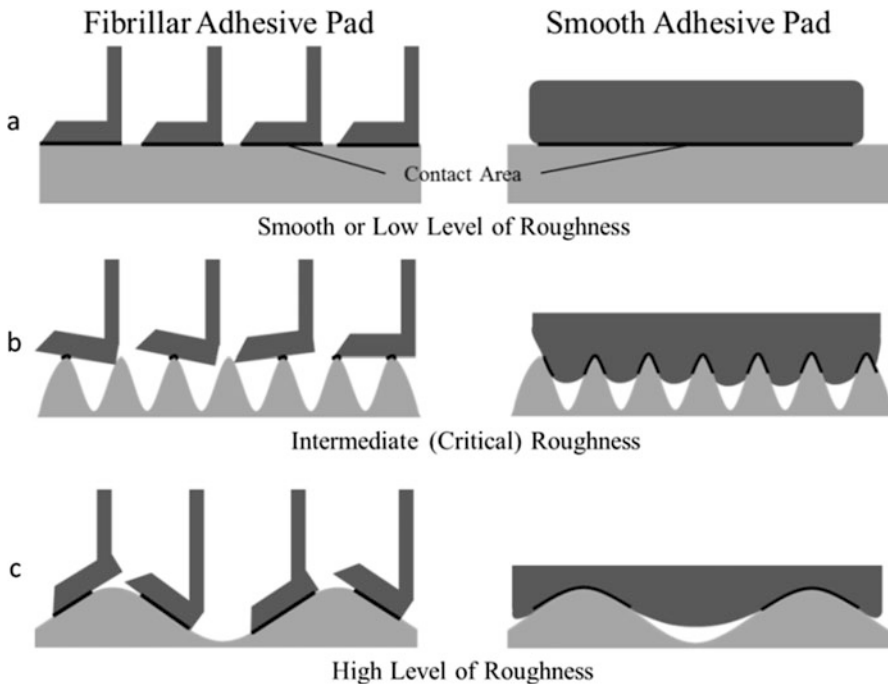 Fibrillar Adhesive Pad
Smooth Adhesive Pad
a
Contact Area
Smooth or Low Level of Roughness
b
Intermediate (Critical) Roughness
c
High Level of Roughness